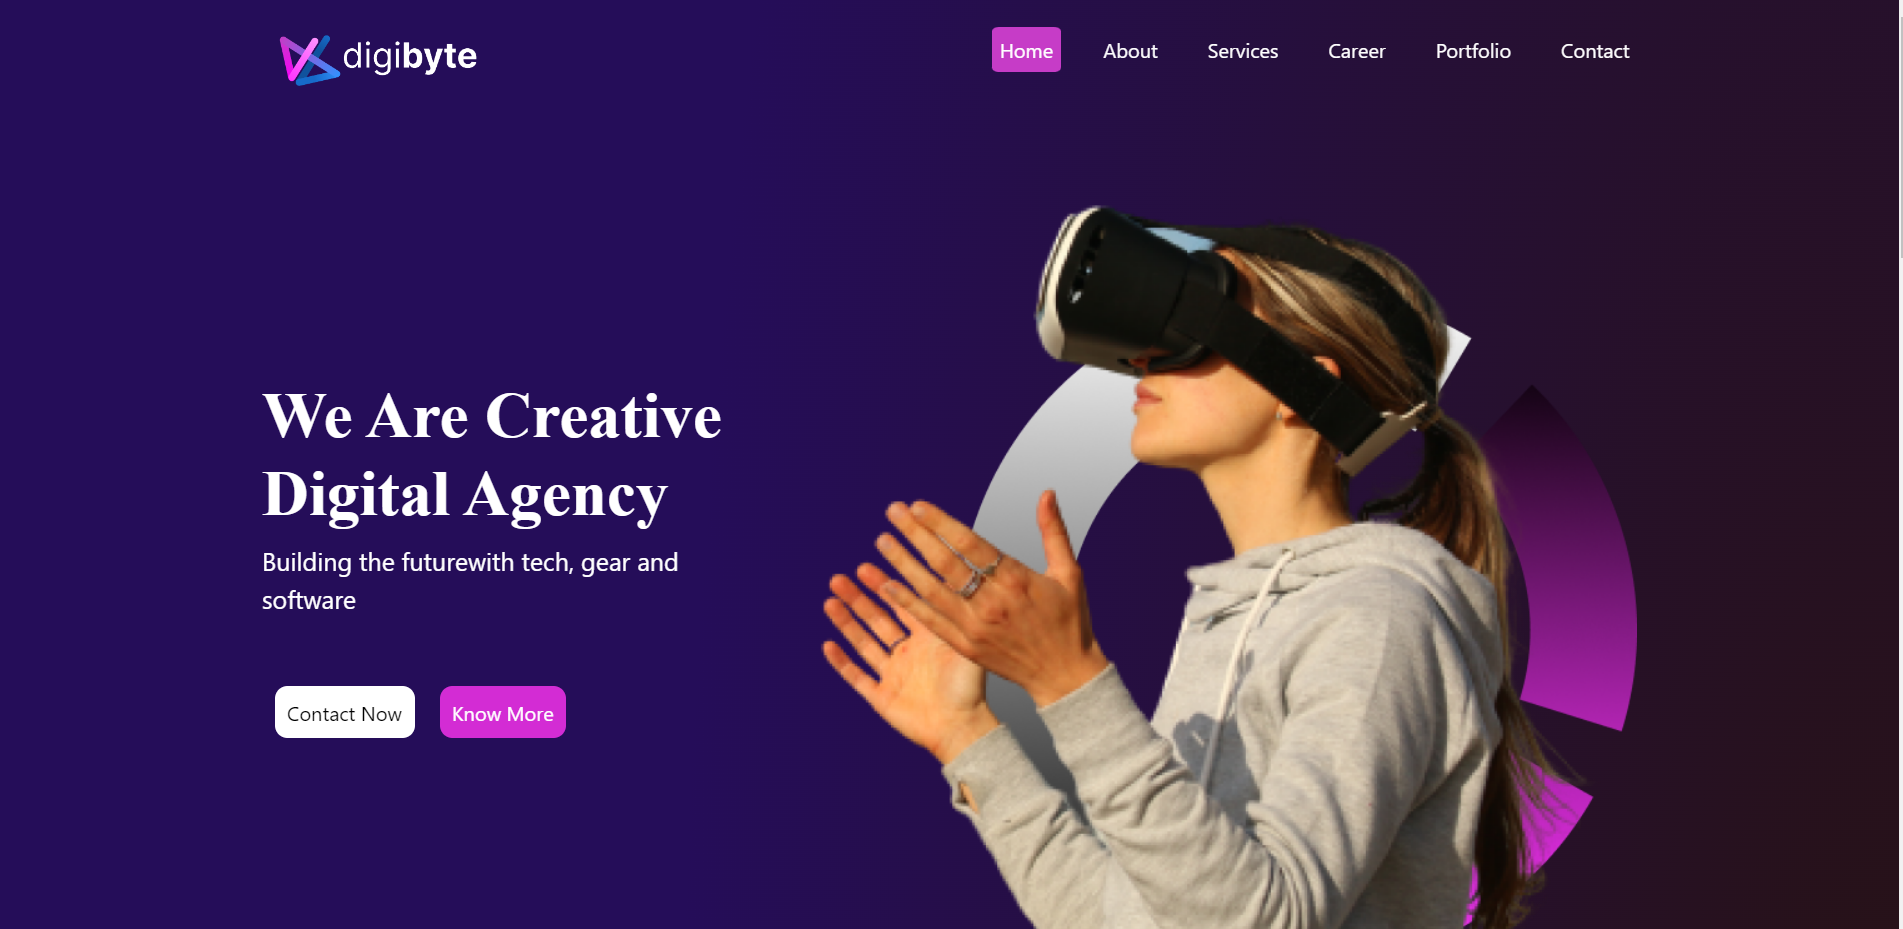 digibyte
Home About Services Career Portfolio Contact
We Are Creative
Digital Agency
Building the futurewith tech, gear and
software
Contact Now Know More